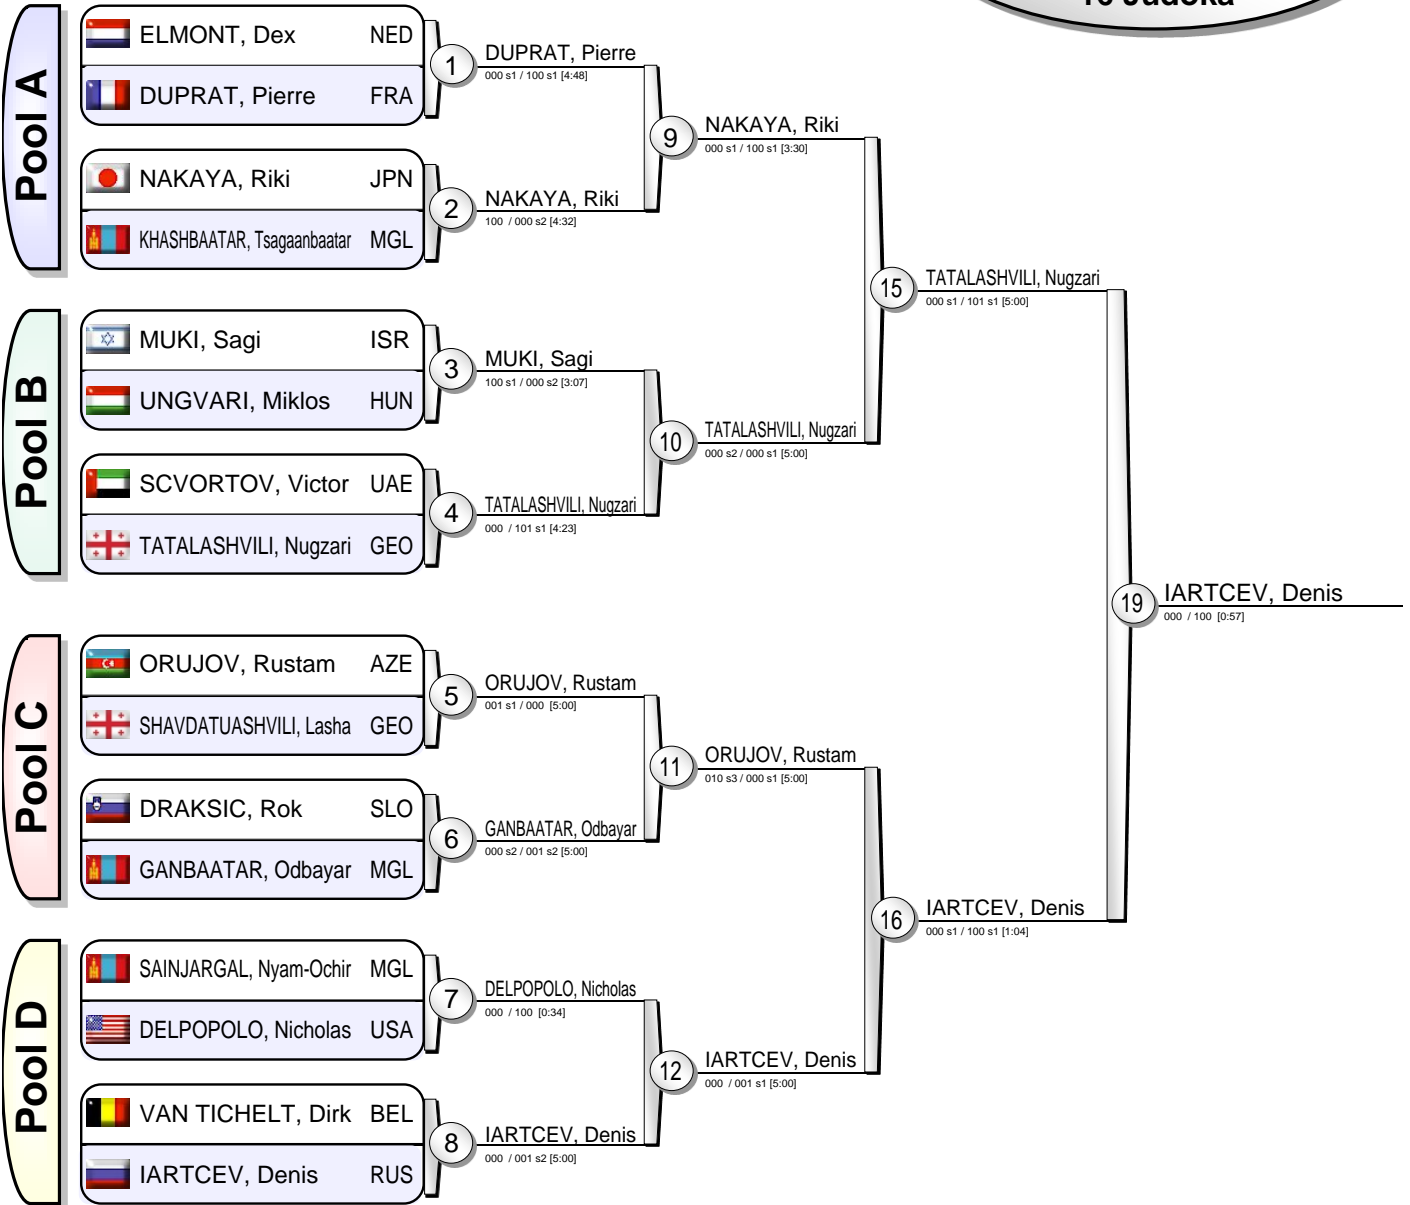 16 Judoka
Pool A
ELMONT, Dex NED
DUPRAT, Pierre FRA
NAKAYA, Riki JPN
KHASHBAATAR, Tsagaanbaatar MGL
Pool B
MUKI, Sagi ISR
UNGVARI, Miklos HUN
SCVORTOV, Victor UAE
TATALASHVILI, Nugzari GEO
Pool C
ORUJOV, Rustam AZE
SHAVDATUASHVILI, Lasha GEO
DRAKSIC, Rok SLO
GANBAATAR, Odbayar MGL
Pool D
SAINJARGAL, Nyam-Ochir MGL
DELPOPOLO, Nicholas USA
VAN TICHELT, Dirk BEL
IARTCEV, Denis RUS
1
DUPRAT, Pierre
000 s1 / 100 s1 [4:48]
2
NAKAYA, Riki
100 / 000 s2 [4:32]
3
MUKI, Sagi
100 s1 / 000 s2 [3:07]
4
TATALASHVILI, Nugzari
000 / 101 s1 [4:23]
5
ORUJOV, Rustam
001 s1 / 000 [5:00]
6
GANBAATAR, Odbayar
000 s2 / 001 s2 [5:00]
7
DELPOPOLO, Nicholas
000 / 100 [0:34]
8
IARTCEV, Denis
000 / 001 s2 [5:00]
9
NAKAYA, Riki
000 s1 / 100 s1 [3:30]
10
TATALASHVILI, Nugzari
000 s2 / 000 s1 [5:00]
11
ORUJOV, Rustam
010 s3 / 000 s1 [5:00]
12
IARTCEV, Denis
000 / 001 s1 [5:00]
15
TATALASHVILI, Nugzari
000 s1 / 101 s1 [5:00]
16
IARTCEV, Denis
000 s1 / 100 s1 [1:04]
19
IARTCEV, Denis
000 / 100 [0:57]